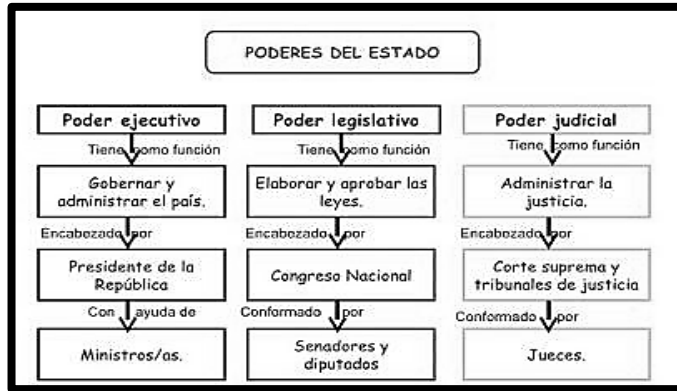 PODERES DEL ESTADO
Poder ejecutivo
Tiene como función
Gobernar y
administrar el país.
Encabezado por
Presidente de la
República
Con ayuda de
Ministros/as.
Poder legislativo
Tiene como función
Elaborar y aprobar las
leyes.
Encabezado por
Congreso Nacional
Conformado por
Senadores y
diputados
Poder judicial
Tiene como función
Administrar la
justicia.
Encabezado por
Corte suprema y
tribunales de justicia
Conformado por
Jueces.